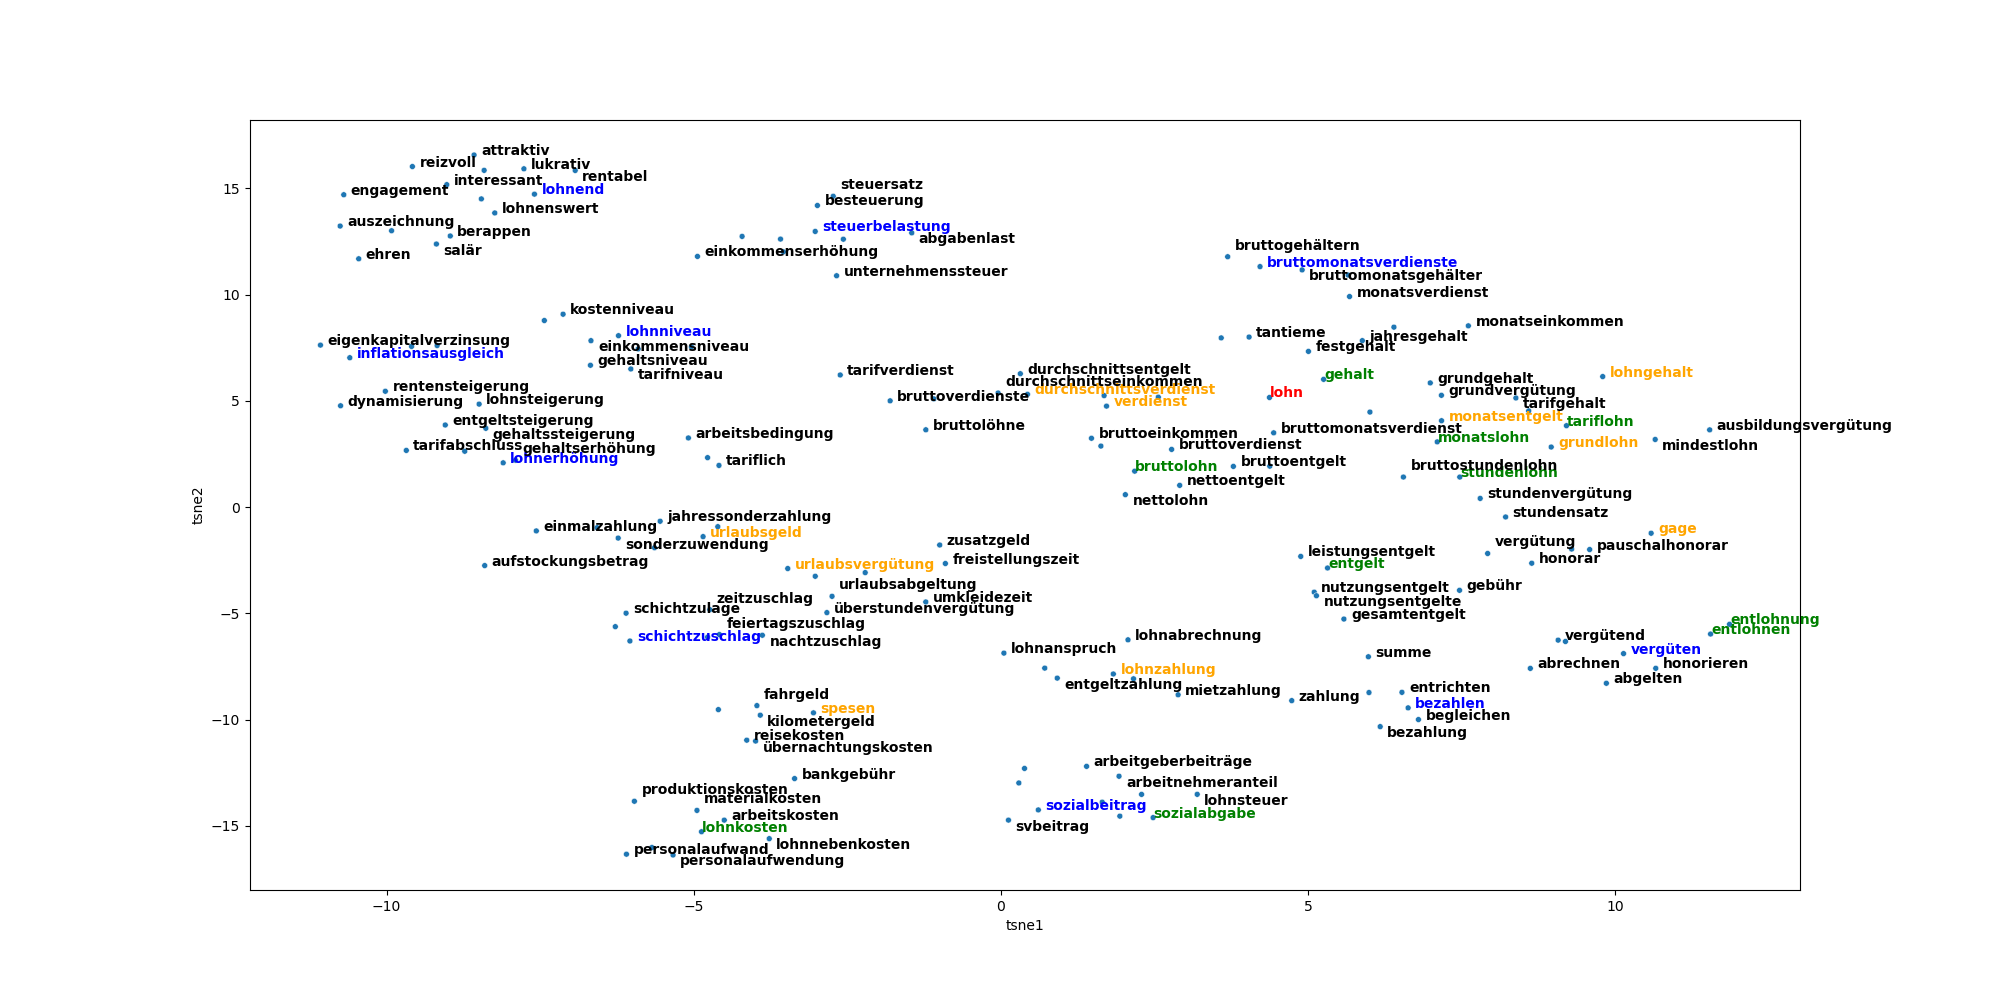 attraktiv
reizvoll
lukrativ
rentabel
interessant
engagement
lohnend
lohnenswert
auszeichnung
berappen
salär
ehren
steuersatz
besteuerung
steuerbelastung
abgabenlast
einkommenserhöhung
unternehmenssteuer
bruttogehältern
bruttomonatsverdienste
bruttomonatsgehälter
monatsverdienst
kostenniveau
lohnniveau
einkommensniveau
gehaltsniveau
tarifniveau
eigenkapitalverzinsung
inflationsausgleich
rentensteigerung
dynamisierung
lohnsteigerung
entgeltsteigerung
gehaltssteigerung
tarifabschluss
gehaltserhöhung
lohnerhöhung
monatseinkommen
tantieme
jahresgehalt
festgehalt
tarifverdienst
durchschnittsentgelt
durchschnittseinkommen
durchschnittsverdienst
bruttoverdienste
verdienst
gehalt
lohn
grundgehalt
grundvergütung
lohngehalt
tarifgehalt
monatsentgelt
tariflohn
ausbildungsvergütung
bruttolöhne
arbeitsbedingung
tariflich
bruttoeinkommen
bruttomonatsverdienst
bruttoverdienst
monatslohn
grundlohn
mindestlohn
bruttoentgelt
bruttolohn
bruttostundenlohn
stundenlohn
nettoentgelt
nettolohn
stundenvergütung
stundensatz
jahressonderzahlung
einmalzahlung
urlaubsgeld
sonderzuwendung
aufstockungsbetrag
zusatzgeld
freistellungszeit
urlaubsvergütung
urlaubsabgeltung
umkleidezeit
überstundenvergütung
zeitzuschlag
schichtzulage
feiertagszuschlag
schichtzuschlag
nachtzuschlag
gage
vergütung
pauschalhonorar
honorar
leistungsentgelt
entgelt
nutzungsentgelt
nutzungsentgelte
gebühr
gesamtentgelt
entlohnung
entlohnen
vergütend
vergüten
abrechnen
honorieren
abgelten
lohnabrechnung
lohnanspruch
lohnzahlung
entgeltzahlung
mietzahlung
summe
zahlung
entrichten
bezahlen
begleichen
bezahlung
fahrgeld
spesen
kilometergeld
reisekosten
übernachtungskosten
bankgebühr
produktionskosten
materialkosten
arbeitskosten
lohnkosten
lohnnebenkosten
personalaufwand
personalaufwendung
arbeitgeberbeiträge
arbeitnehmeranteil
lohnsteuer
sozialbeitrag
sozialabgabe
svbeitrag
15
10
5
0
−5
−10
−15
tsne2
−10
−5
0
5
10
tsne1